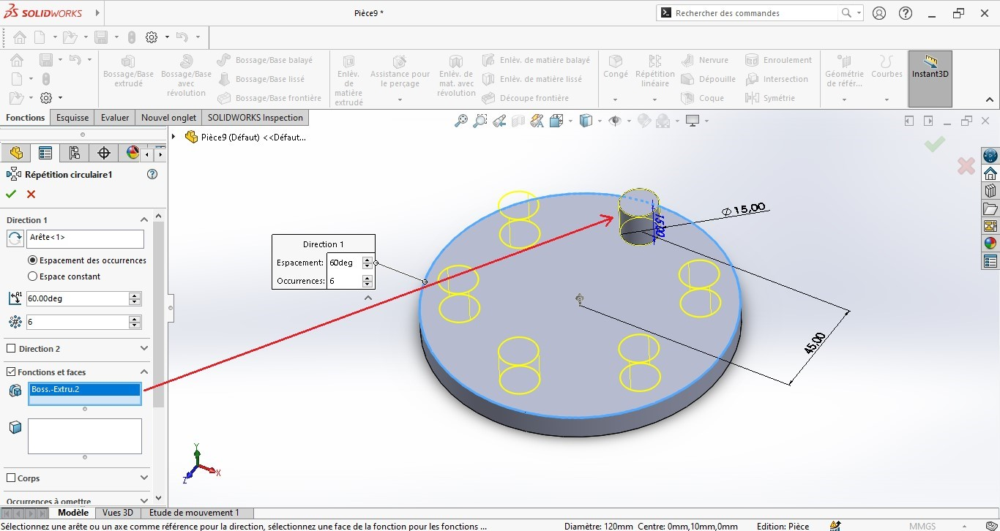 SOLIDWORKS
Pièce9 *
Rechercher des commandes
Bossage/Base extrudé
Bossage/Base avec révolution
Bossage/Base balayé
Bossage/Base lissé
Bossage/Base frontière
Enlèv. de matière extrudé
Assistance pour le perçage
Enlèv. de mat. avec révolution
Enlèv. de matière balayé
Enlèv. de matière lissé
Découpe frontière
Congé
Répétition linéaire
Nervure
Dépouille
Coque
Enroulement
Intersection
Symétrie
Géométrie de référ...
Courbes
Instant3D
Fonctions
Esquisse
Evaluer
Nouvel onglet
SOLIDWORKS Inspection
Pièce9 (Défaut) <<Défaut...
Répétition circulaire1
Direction 1
Arête<1>
Espacement des occurrences
Espace constant
60.00deg
6
Direction 2
Fonctions et faces
Boss.-Extru.2
Corps
Occurrences à omettre
Direction 1
Espacement: 60deg
Occurrences: 6
Ø 15,00
15,00
45,00
Y
X
Z
Modèle
Vues 3D
Etude de mouvement 1
Sélectionnez une arête ou un axe comme référence pour la direction, sélectionnez une face de la fonction pour les fonctions ...
Diamètre: 120mm Centre: 0mm,10mm,0mm
Edition: Pièce
MMGS